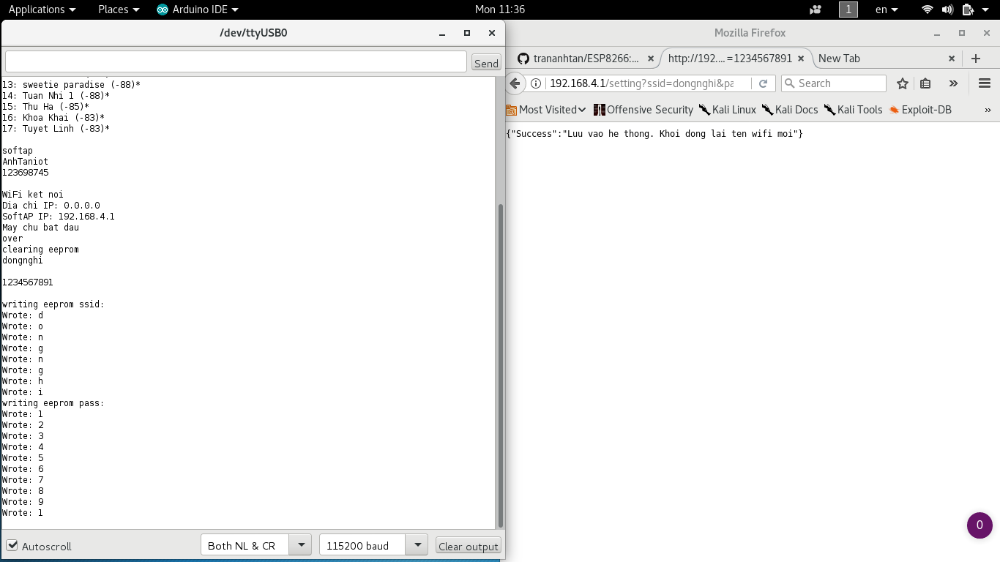 Applications Places Arduino IDE Mon 11:36 1 en
/dev/ttyUSB0
Send
13: sweetie paradise (-88)*
14: Tuan Nhi 1 (-88)*
15: Thu Ha (-85)*
16: Khoa Khai (-83)*
17: Tuyet Linh (-83)*
softap
AnhTaniot
123698745
WiFi ket noi
Dia chi IP: 0.0.0.0
SoftAP IP: 192.168.4.1
May chu bat dau
over
clearing eeprom
dongnghi
1234567891
writing eeprom ssid:
Wrote: d
Wrote: o
Wrote: n
Wrote: g
Wrote: n
Wrote: g
Wrote: h
Wrote: i
writing eeprom pass:
Wrote: 1
Wrote: 2
Wrote: 3
Wrote: 4
Wrote: 5
Wrote: 6
Wrote: 7
Wrote: 8
Wrote: 9
Wrote: 1
Autoscroll Both NL & CR 115200 baud Clear output
Mozilla Firefox
trananhtan/ESP8266: http://192....=1234567891 New Tab
192.168.4.1/setting?ssid=dongnghi&pa Search
Most Visited Offensive Security Kali Linux Kali Docs Kali Tools Exploit-DB
{"Success":"Luu vao he thong. Khoi dong lai ten wifi moi"}
0